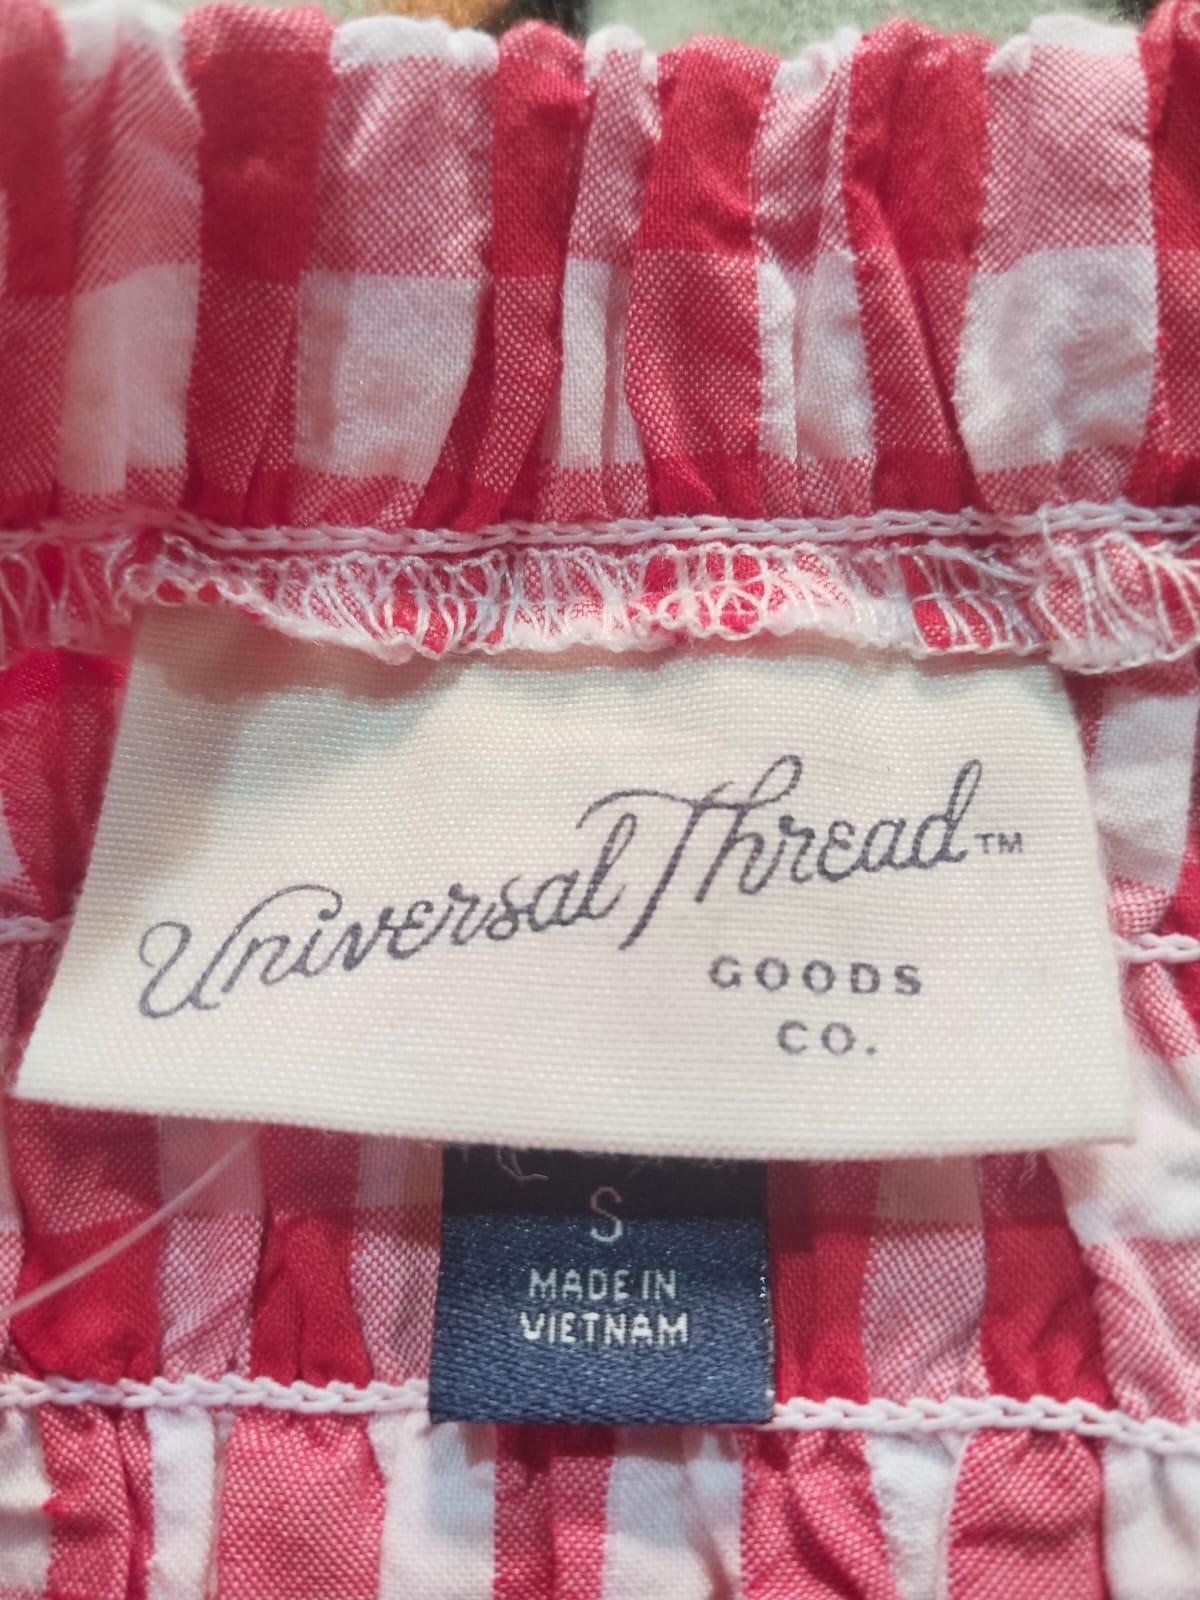 Universal Thread™
GOODS
CO.
S
MADE IN
VIETNAM